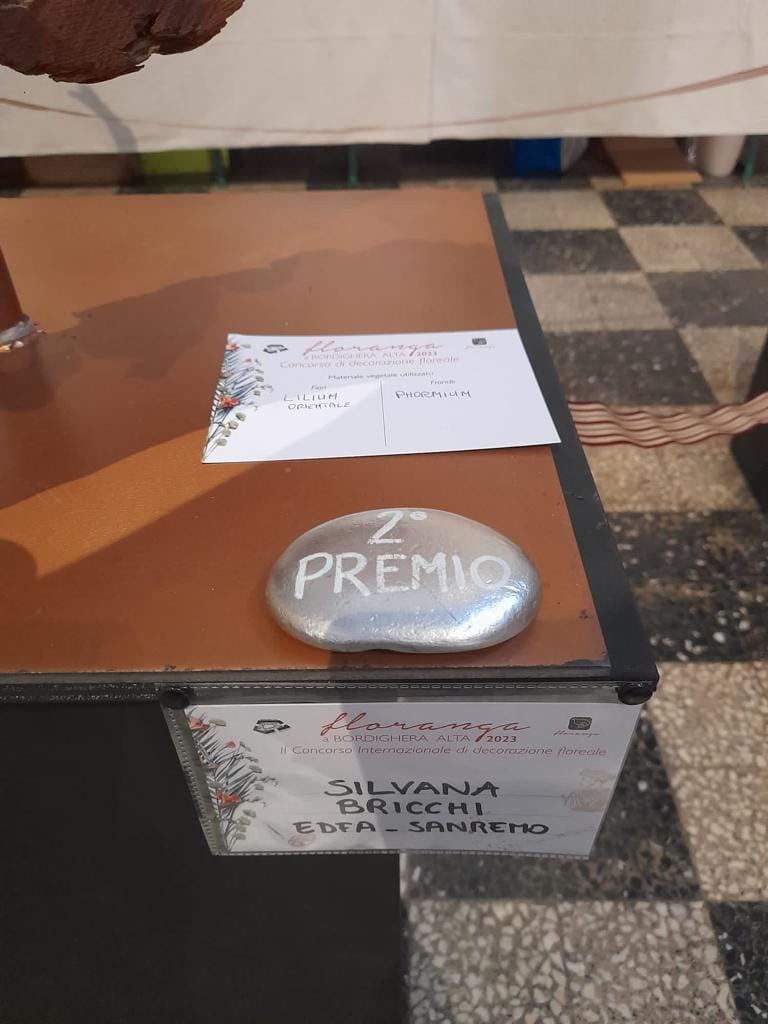 floranga
a BORDIGHERA ALTA 2023
Concorso di decorazione floreale
Materiale vegetale utilizzato
Fiori Fronde
LILIUM PHORMIUM
ORIENTALE
2°
PREMIO
floranga
a BORDIGHERA ALTA 2023
floranga
II Concorso Internazionale di decorazione floreale
SILVANA
BRICCHI
EDFA - SANREMO